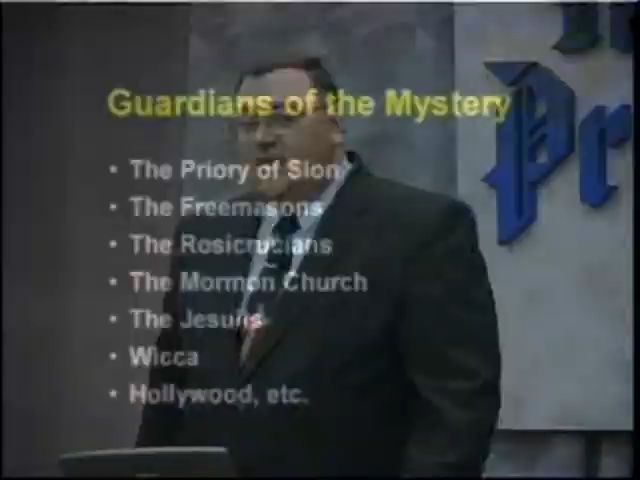 Guardians of the Mystery
• The Priory of Sion
• The Freemasons
• The Rosicrucians
• The Mormon Church
• The Jesuits
• Wicca
• Hollywood, etc.
Pr